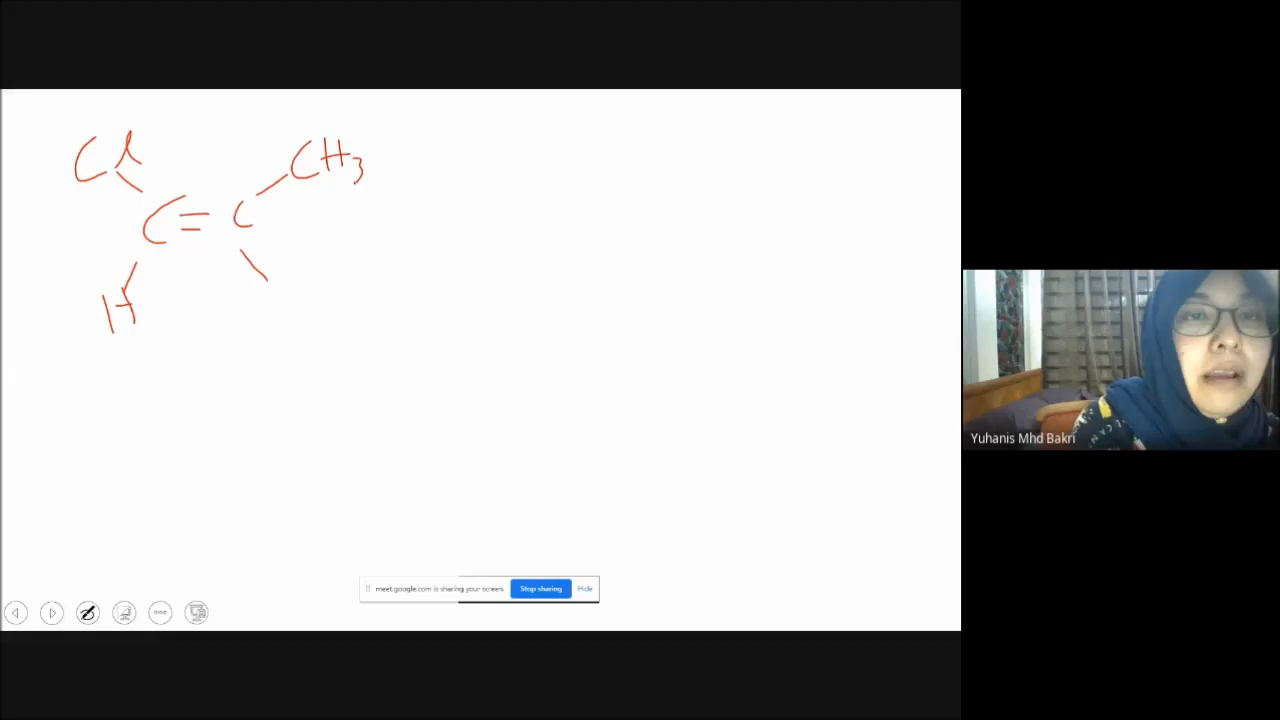 Cl
CH3
C=C
H
meet.google.com is sharing your screen.
Stop sharing
Hide
Yuhanis Mhd Bakri